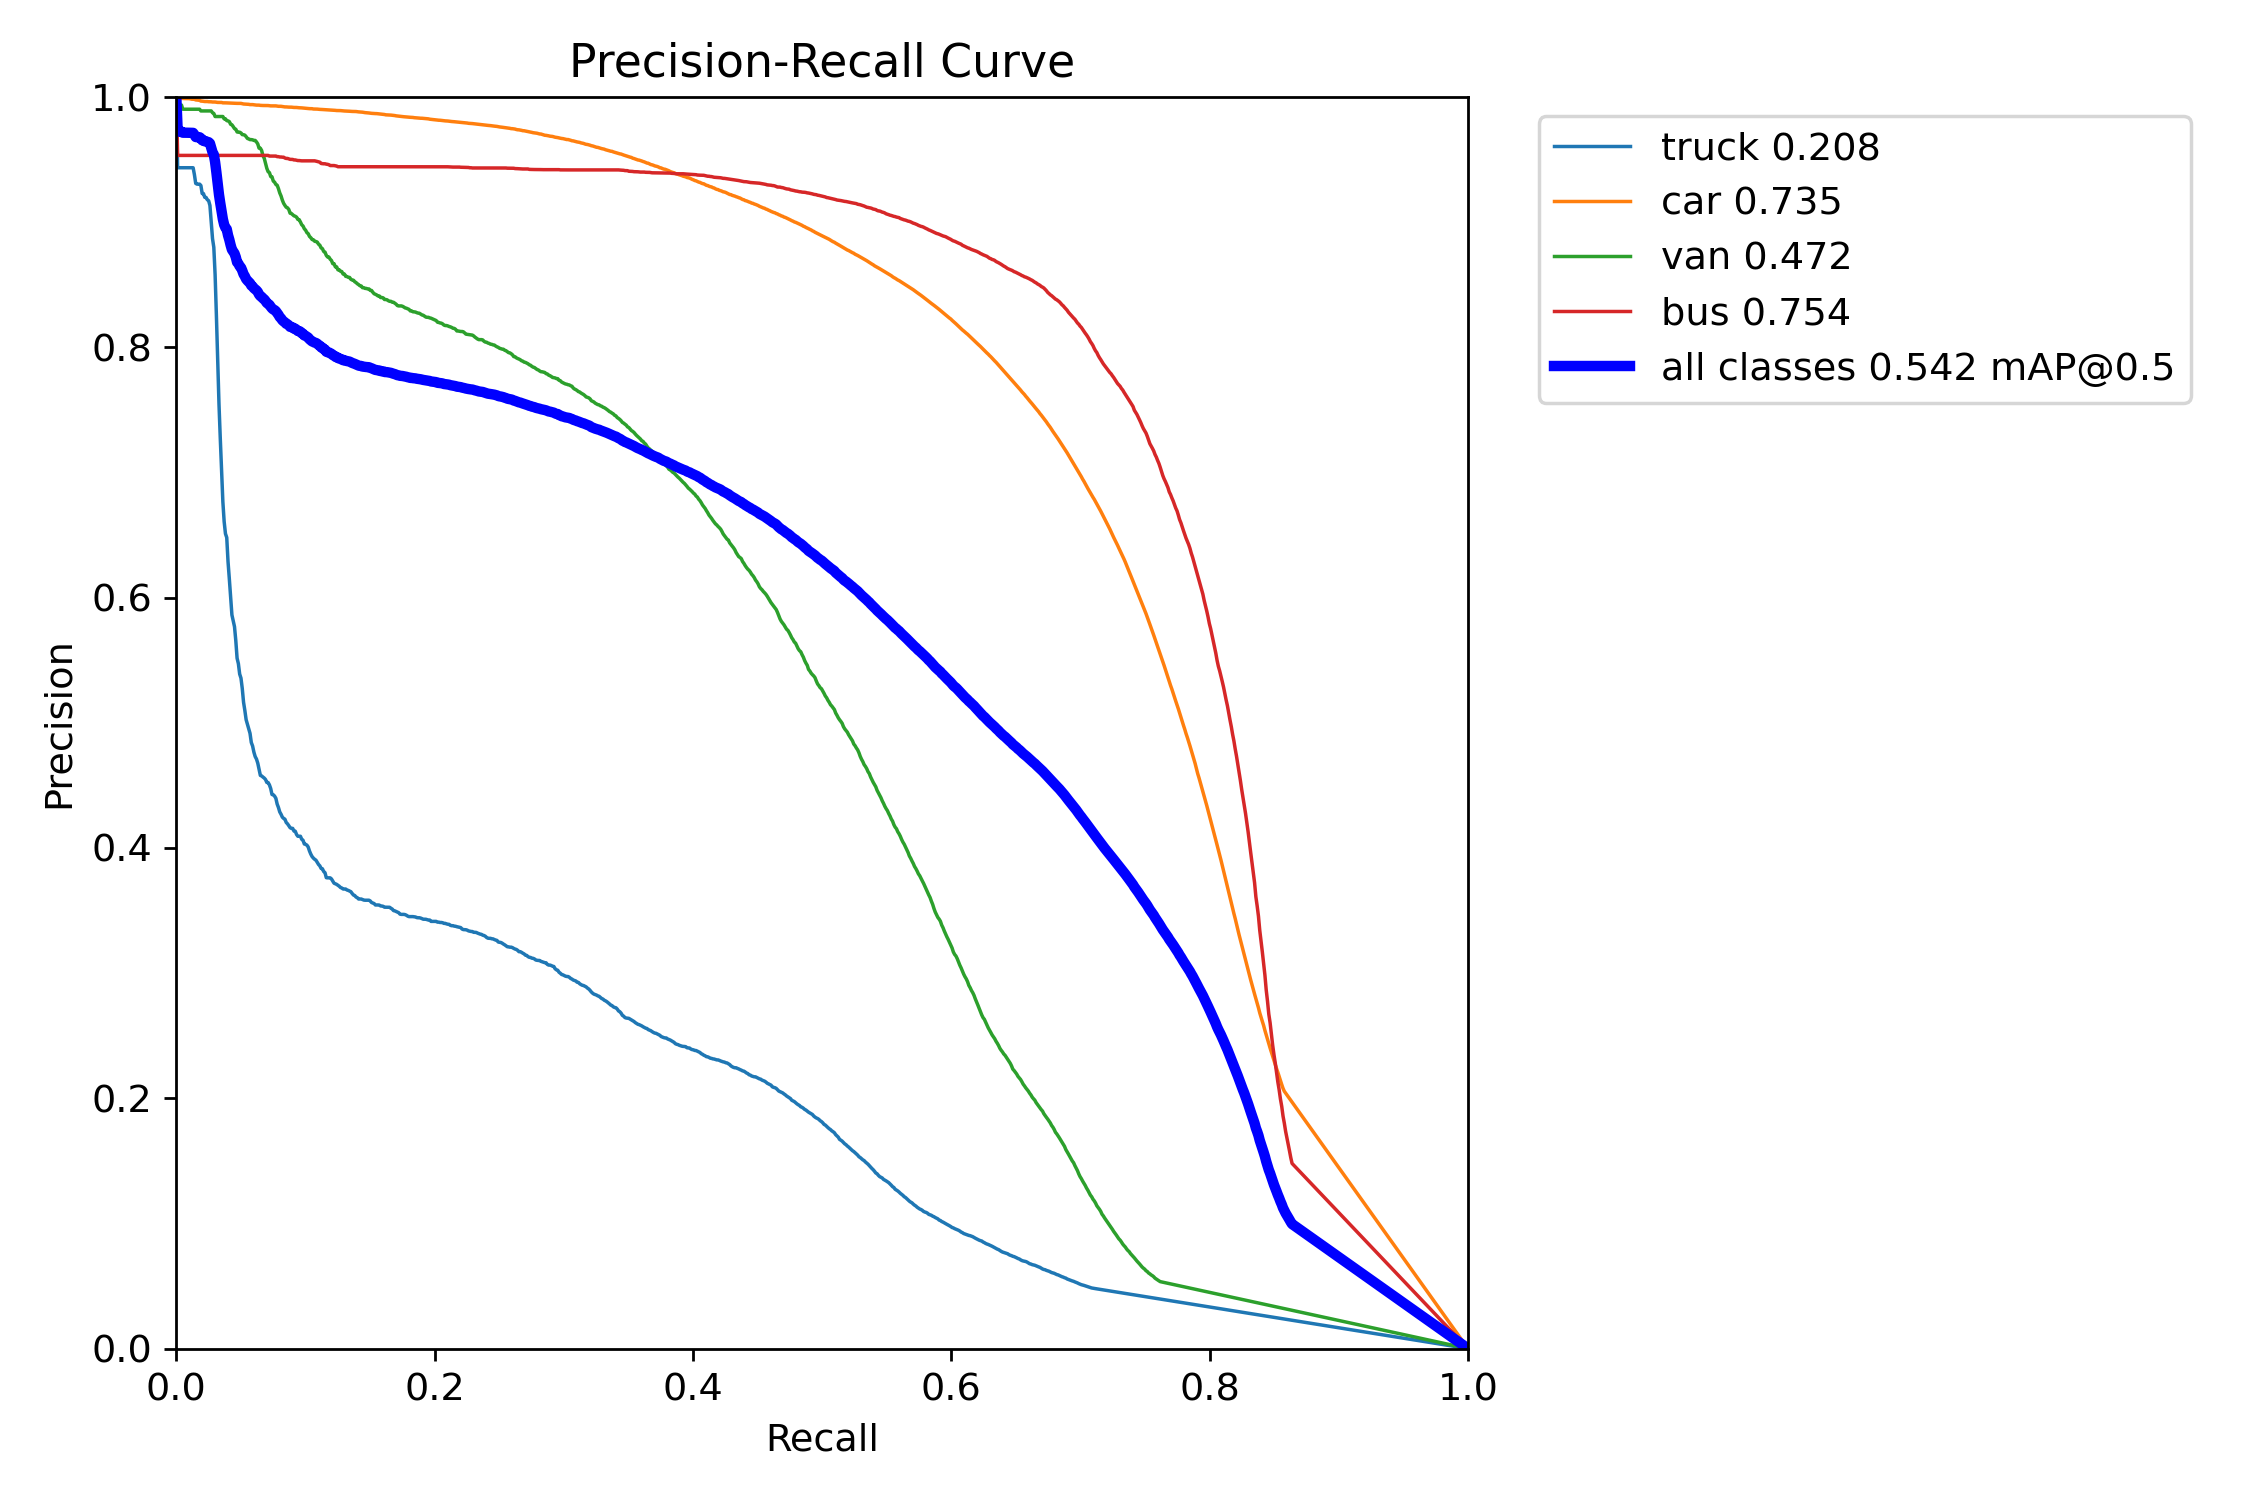 Precision-Recall Curve
1.0
0.8
0.6
0.4
0.2
0.0
Precision
0.0 0.2 0.4 0.6 0.8 1.0
Recall
truck 0.208
car 0.735
van 0.472
bus 0.754
all classes 0.542 mAP@0.5